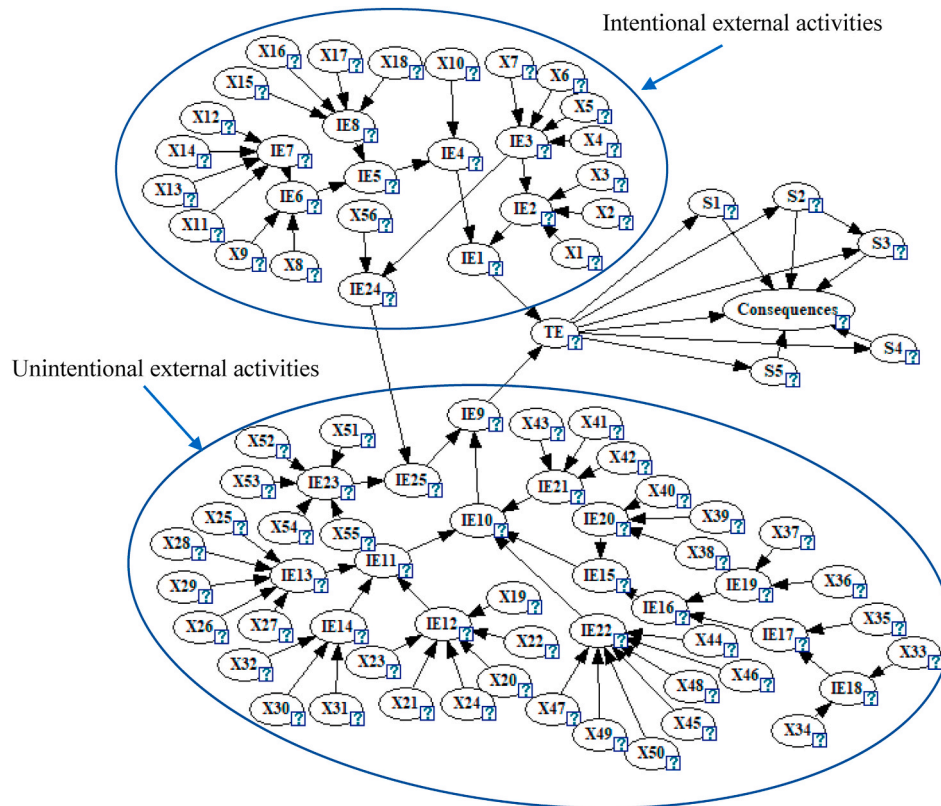 Intentional external activities
X16 ?
X17 ?
X18 ?
X10 ?
X7 ?
X6 ?
X15 ?
X5 ?
X12 ?
IE8 ?
X4 ?
X14 ?
IE7 ?
IE4 ?
IE3 ?
X13 ?
IE6 ?
IE5 ?
X3 ?
X11 ?
X56 ?
IE2 ?
X2 ?
X9 ?
X8 ?
IE1 ?
X1 ?
IE24 ?
S1 ?
S2 ?
S3 ?
Consequences ?
TE ?
S4 ?
S5 ?
Unintentional external activities
IE9 ?
X43 ?
X41 ?
X52 ?
X51 ?
X42 ?
X53 ?
IE23 ?
IE25 ?
IE21 ?
X40 ?
X25 ?
X54 ?
X55 ?
IE10 ?
IE20 ?
X39 ?
X28 ?
X38 ?
X37 ?
X29 ?
IE13 ?
IE11 ?
IE15 ?
IE19 ?
X36 ?
X26 ?
X27 ?
IE14 ?
IE12 ?
X19 ?
IE16 ?
X35 ?
X32 ?
X23 ?
X22 ?
IE22 ?
X44 ?
IE17 ?
X33 ?
X20 ?
X48 ?
X46 ?
IE18 ?
X30 ?
X31 ?
X21 ?
X24 ?
X47 ?
X45 ?
X34 ?
X49 ?
X50 ?